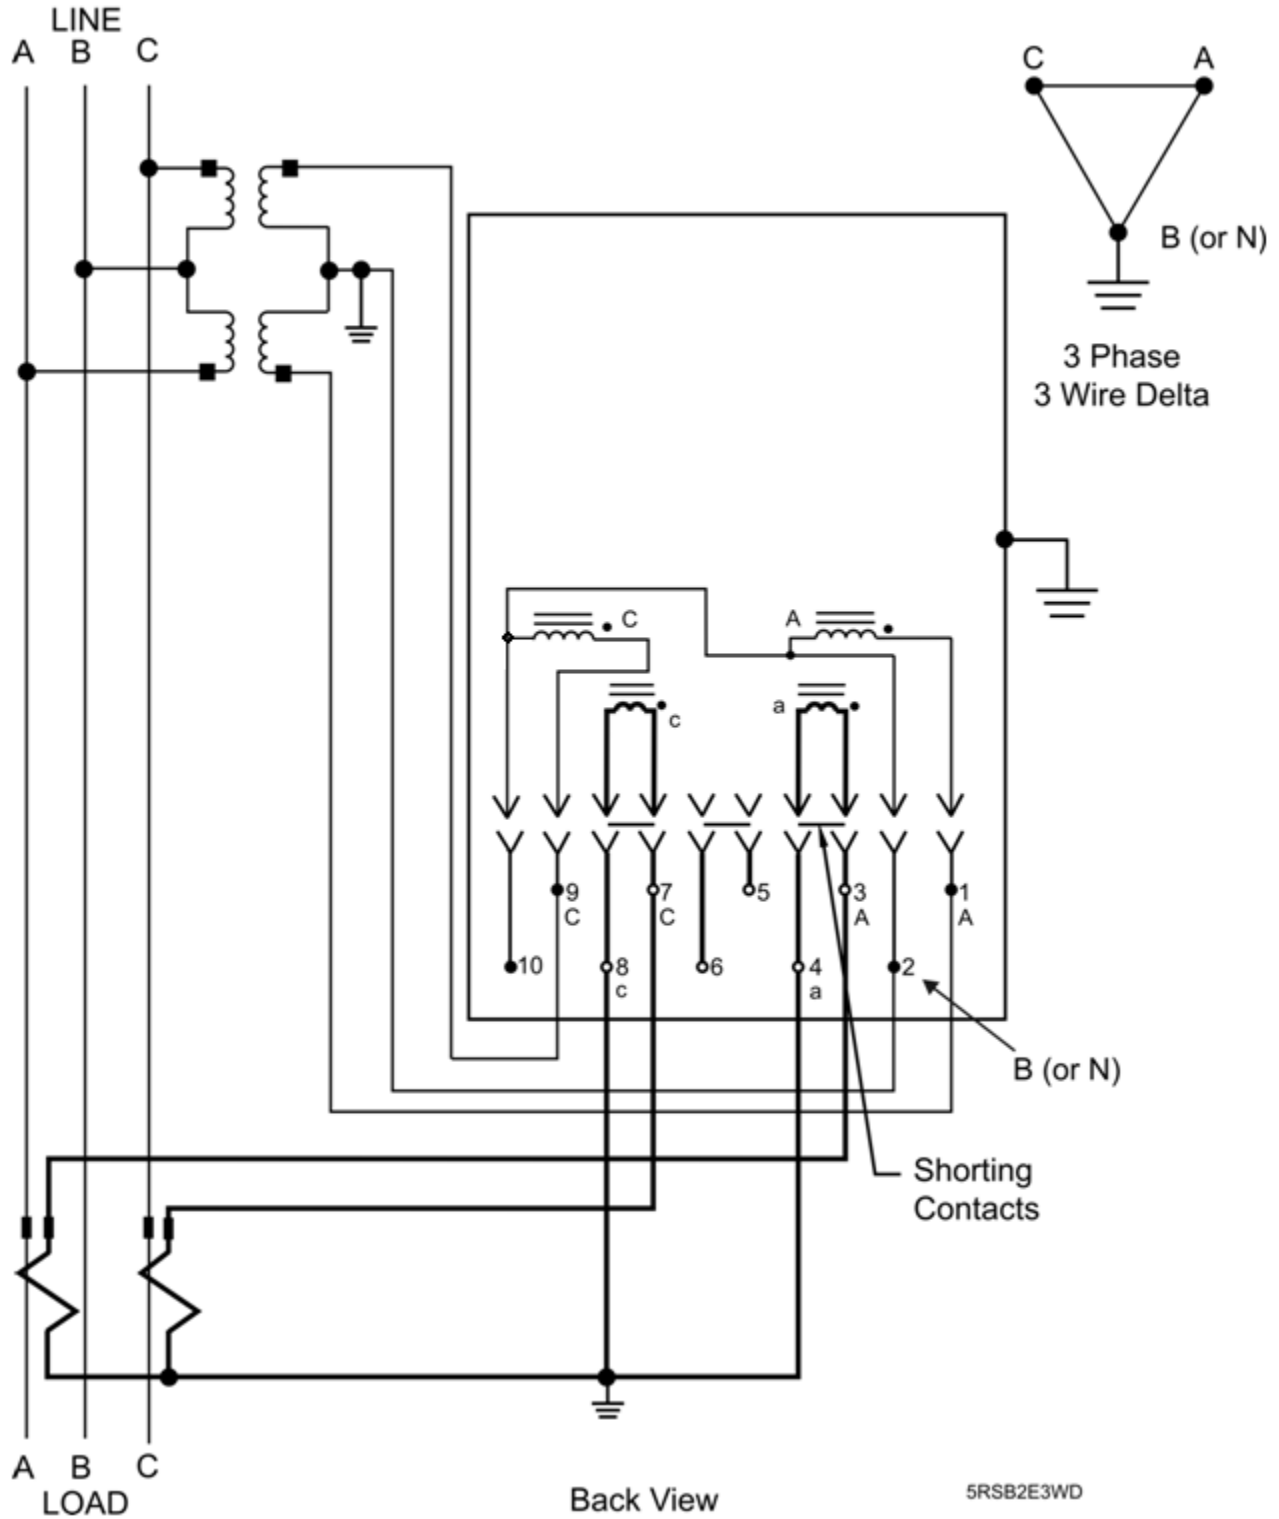 LINE
A B C
C A
B (or N)
3 Phase
3 Wire Delta
C A
c a
9 7 5 3 1
C C A A
10 8 6 4 2
c a
B (or N)
Shorting
Contacts
A B C
LOAD
Back View
5RSB2E3WD